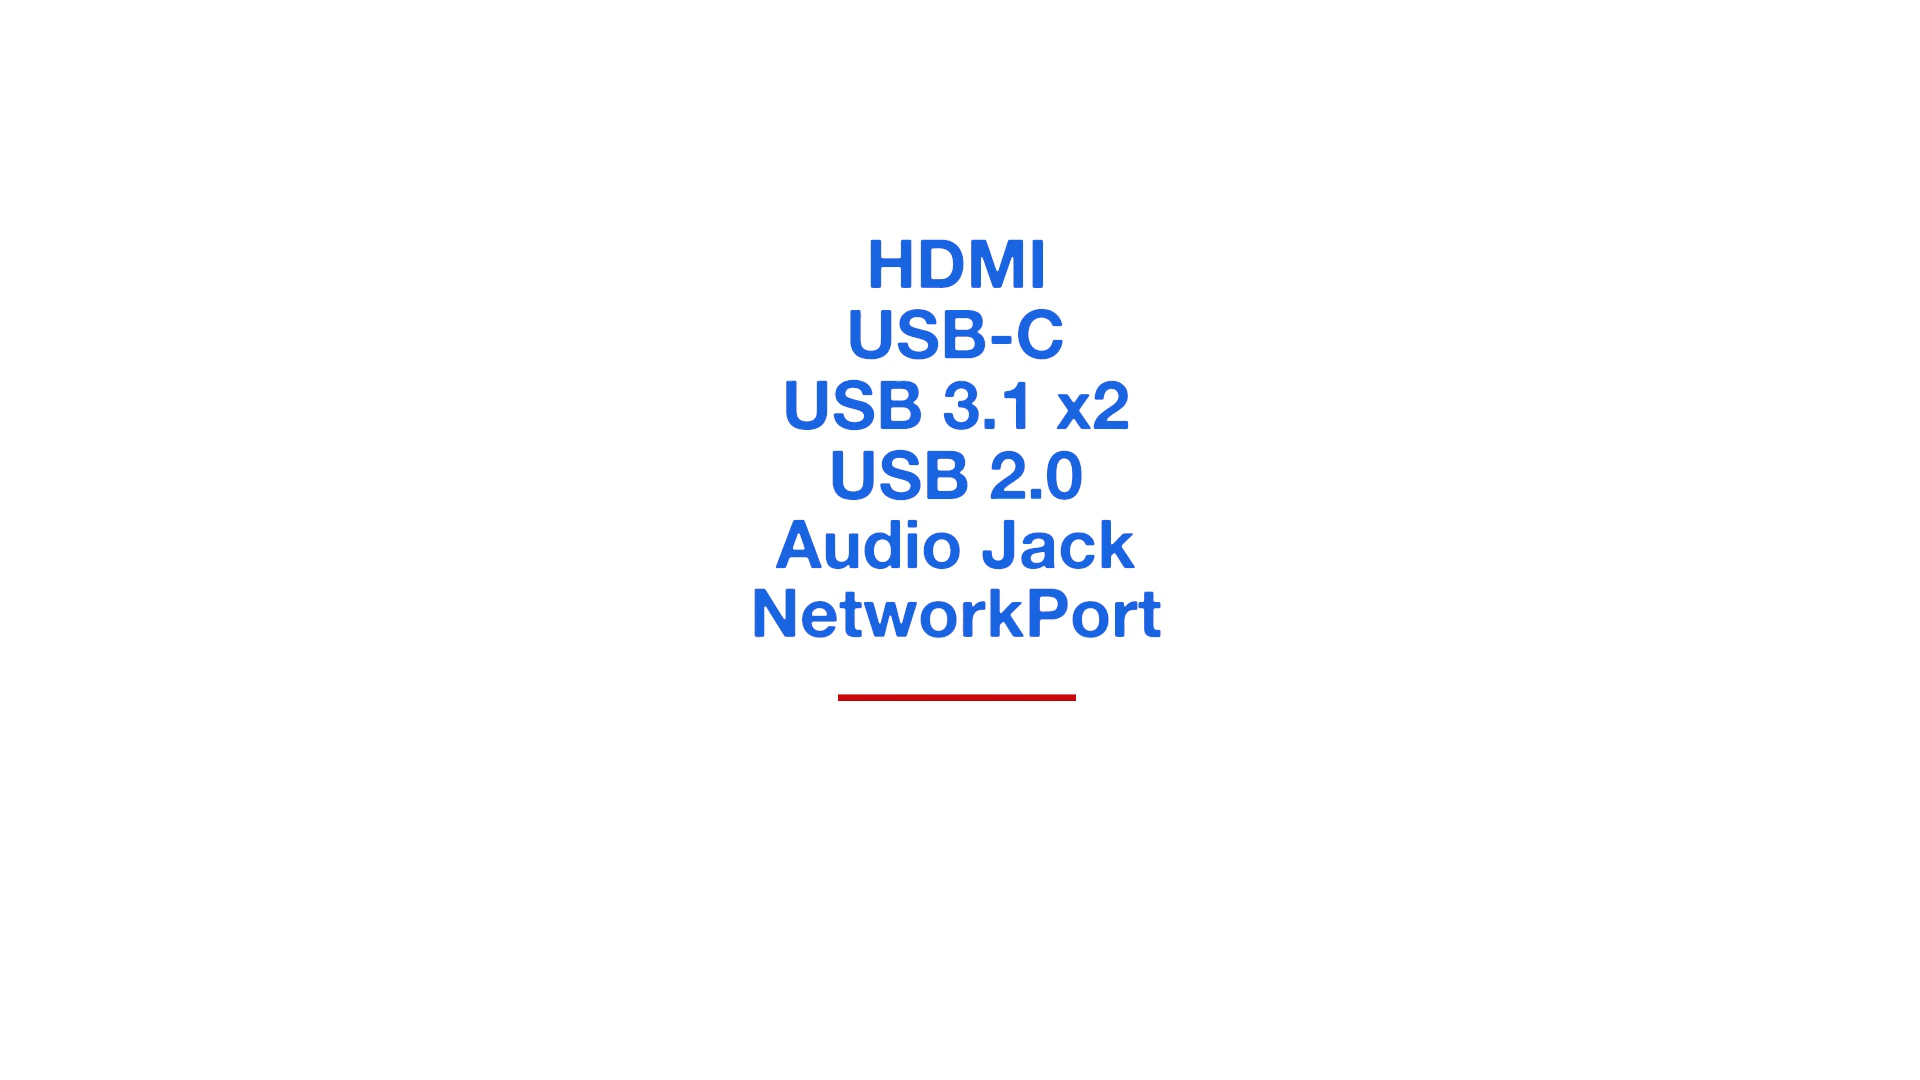 HDMI
USB-C
USB 3.1 x2
USB 2.0
Audio Jack
NetworkPort